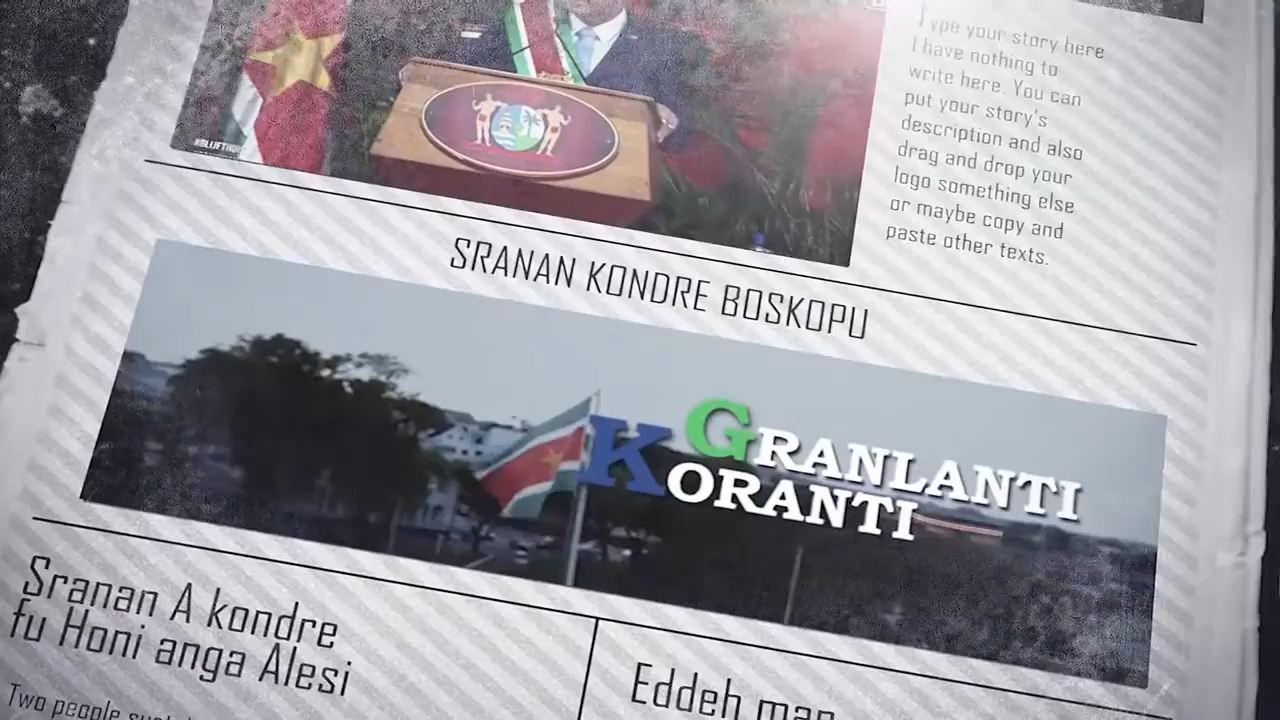 Type your story here
I have nothing to
write here. You can
put your story's
description and also
drag and drop your
logo something else
or maybe copy and
paste other texts.
SRANAN KONDRE BOSKOPU
GRANLANTI
KORANTI
Sranan A kondre
fu Honi anga Alesi
Eddeh man
Two people